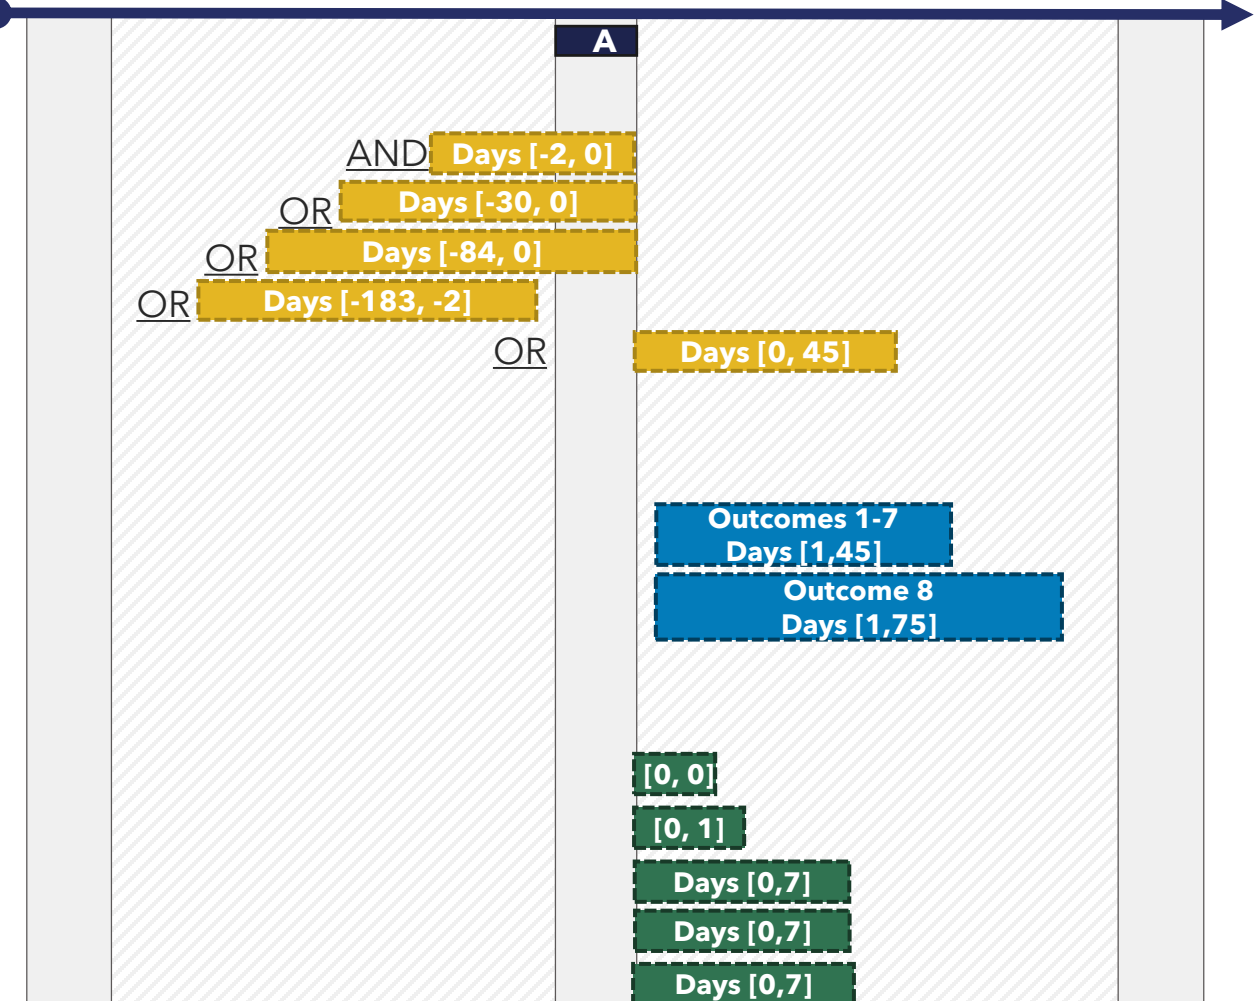 A
AND Days [-2, 0]
OR Days [-30, 0]
OR Days [-84, 0]
OR Days [-183, -2]
OR Days [0, 45]
Outcomes 1-7
Days [1,45]
Outcome 8
Days [1,75]
[0, 0]
[0, 1]
Days [0,7]
Days [0,7]
Days [0,7]